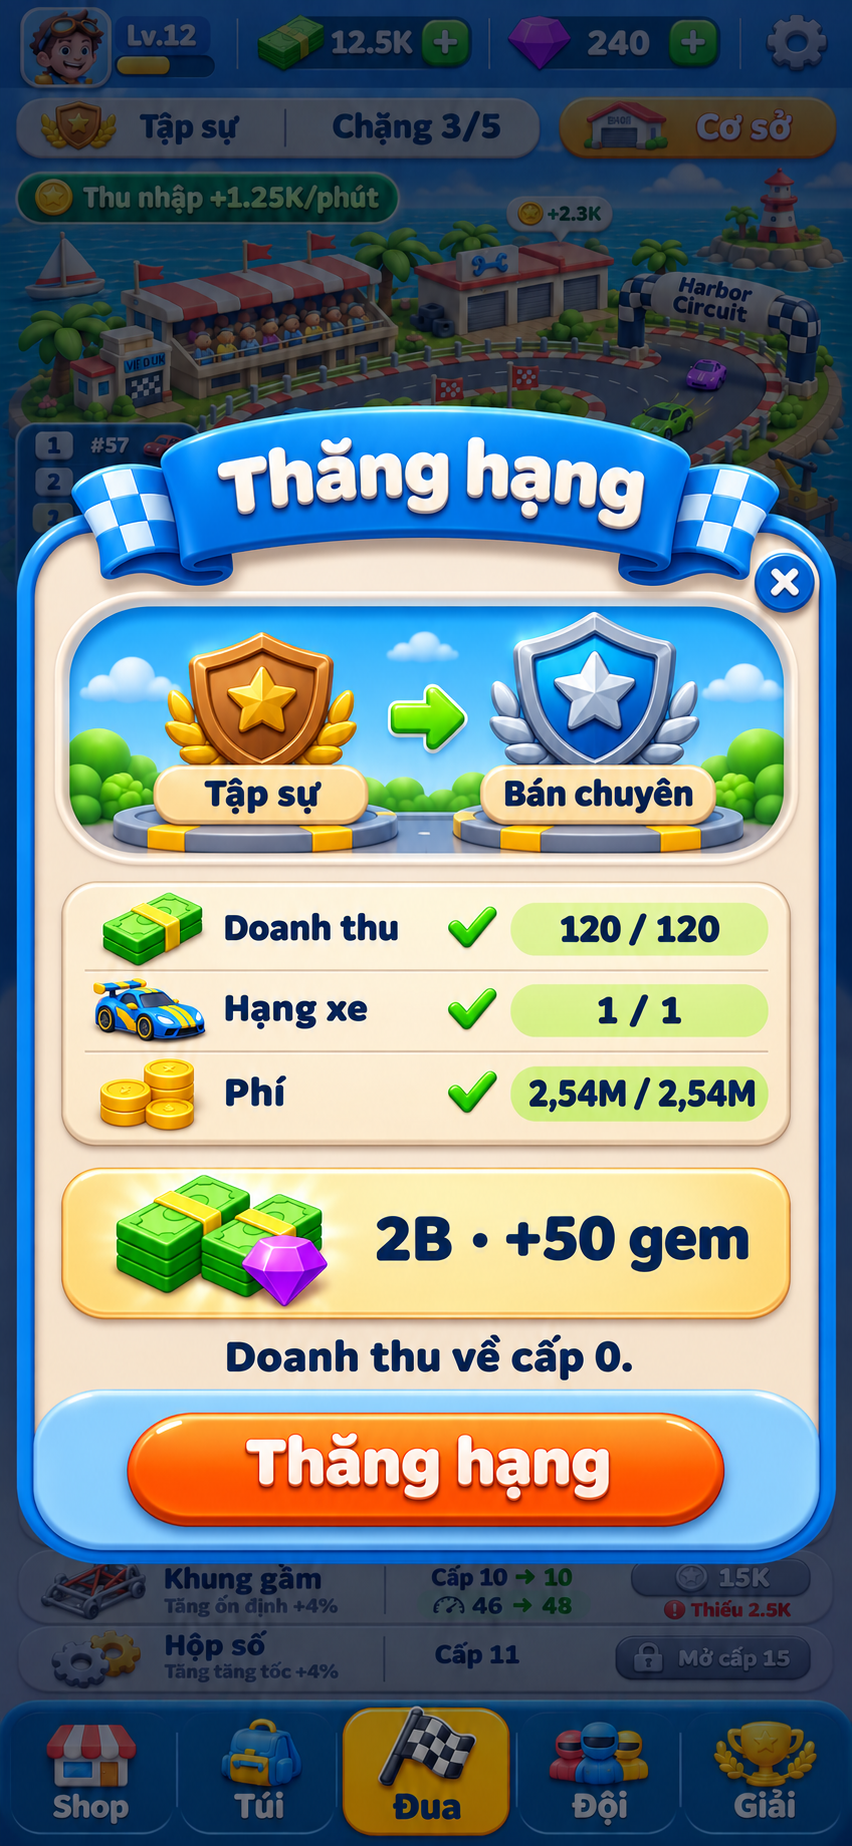 Lv.12
12.5K
240
Tập sự
Chặng 3/5
Cơ sở
Thu nhập +1.25K/phút
+2.3K
Harbor
Circuit
1 #57
2
3
Thăng hạng
Tập sự
Bán chuyên
Doanh thu 120 / 120
Hạng xe 1 / 1
Phí 2,54M / 2,54M
2B • +50 gem
Doanh thu về cấp 0.
Thăng hạng
Khung gầm Cấp 10 → 10 15K
Tăng ổn định +4% 46 → 48 Thiếu 2.5K
Hộp số Cấp 11 Mở cấp 15
Tăng tăng tốc +4%
Shop
Túi
Đua
Đội
Giải